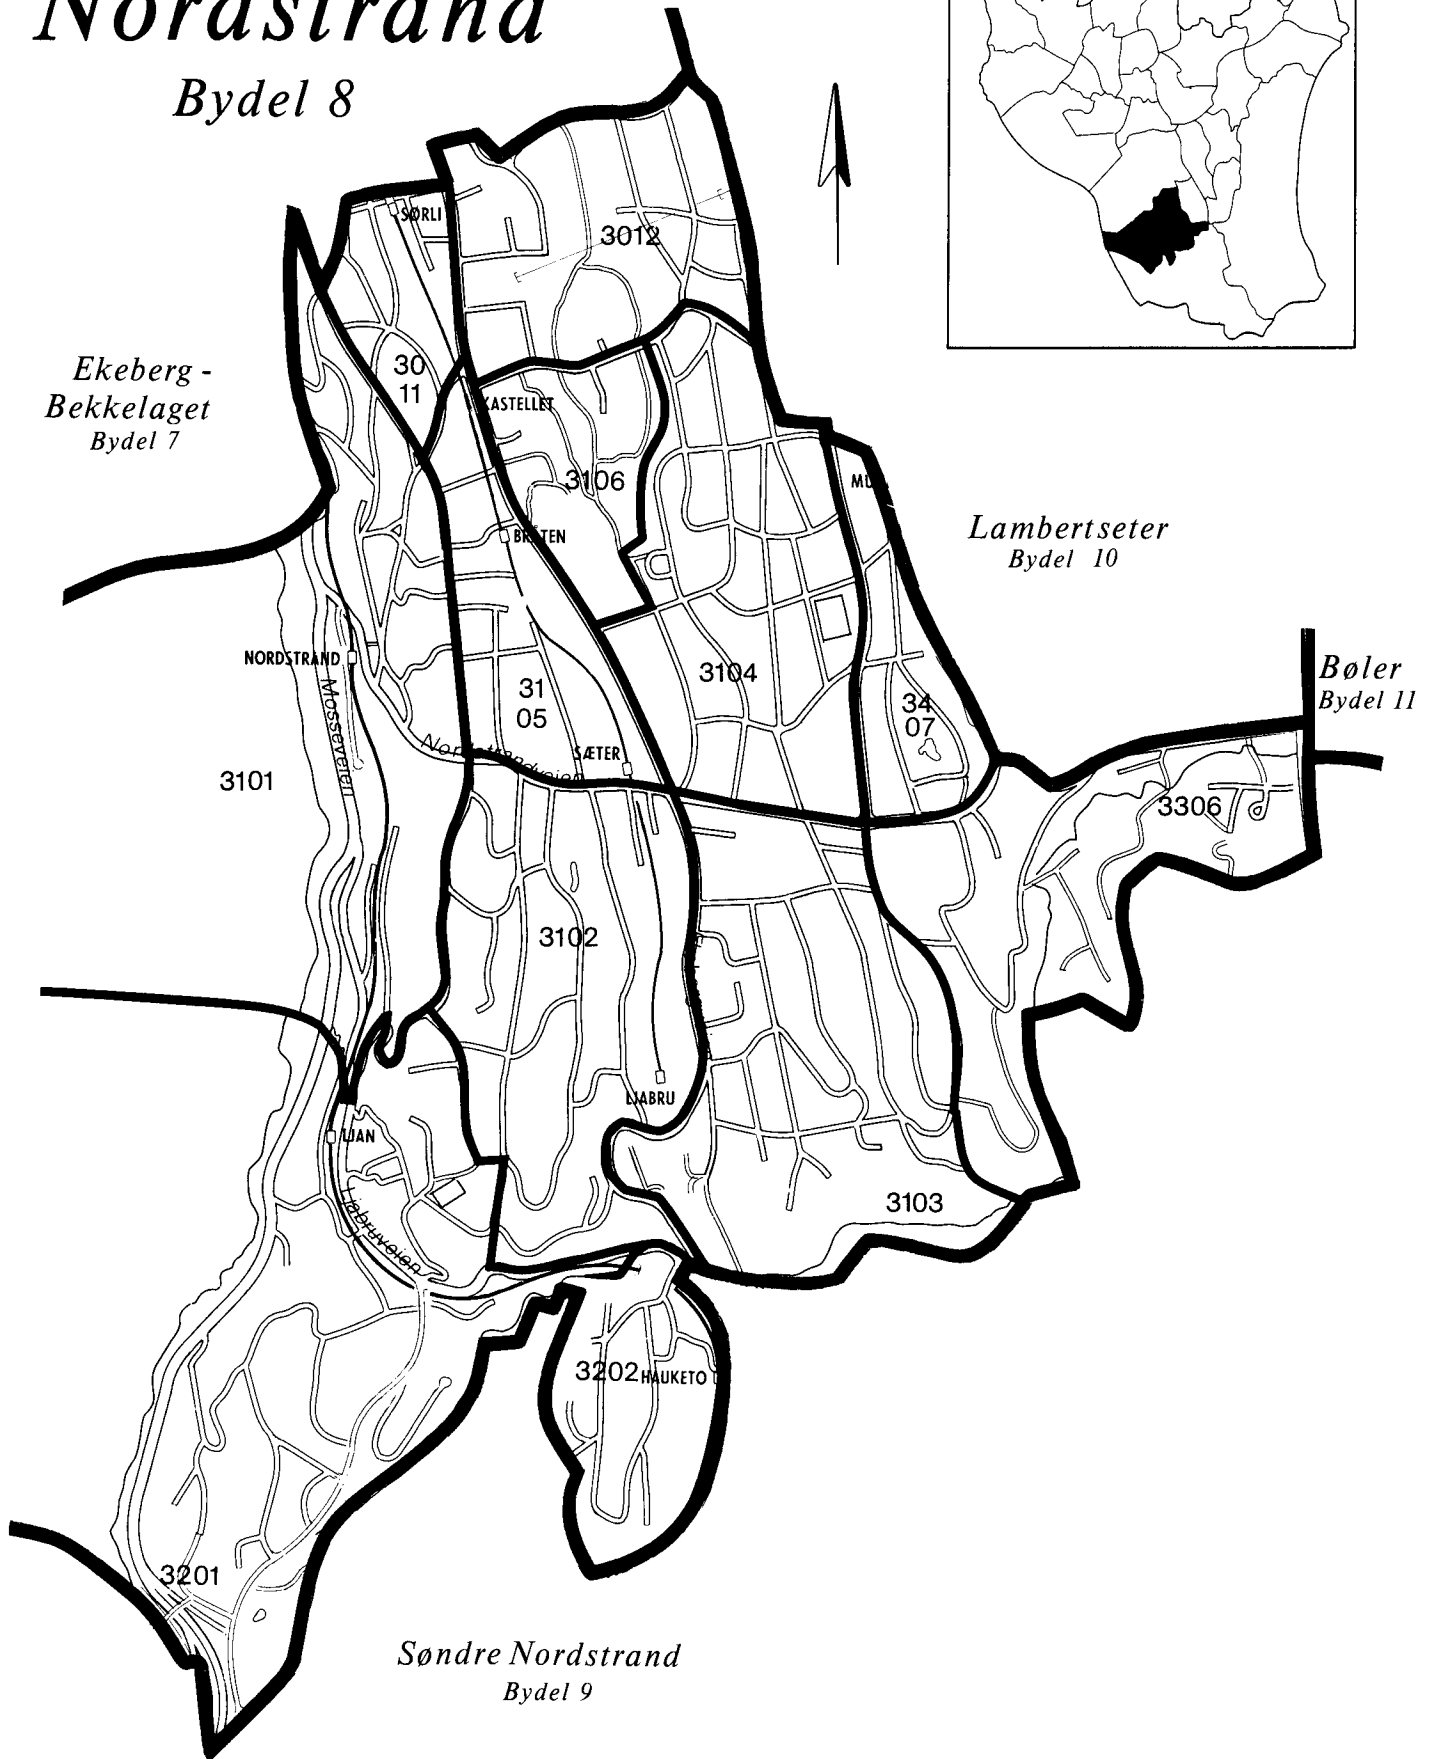 Nordstrand
Bydel 8
SØRLI
3012
30
11
Ekeberg -
Bekkelaget
Bydel 7
KASTELLET
3106
Lambertseter
Bydel 10
BRÅTEN
NORDSTRAND
Mosseveien
3104
31
05
34
07
Bøler
Bydel 11
Nordstrandveien
SÆTER
3101
3306
3102
LJABRU
LJAN
Ljabruveien
3103
3202
HAUKETO
3201
Søndre Nordstrand
Bydel 9